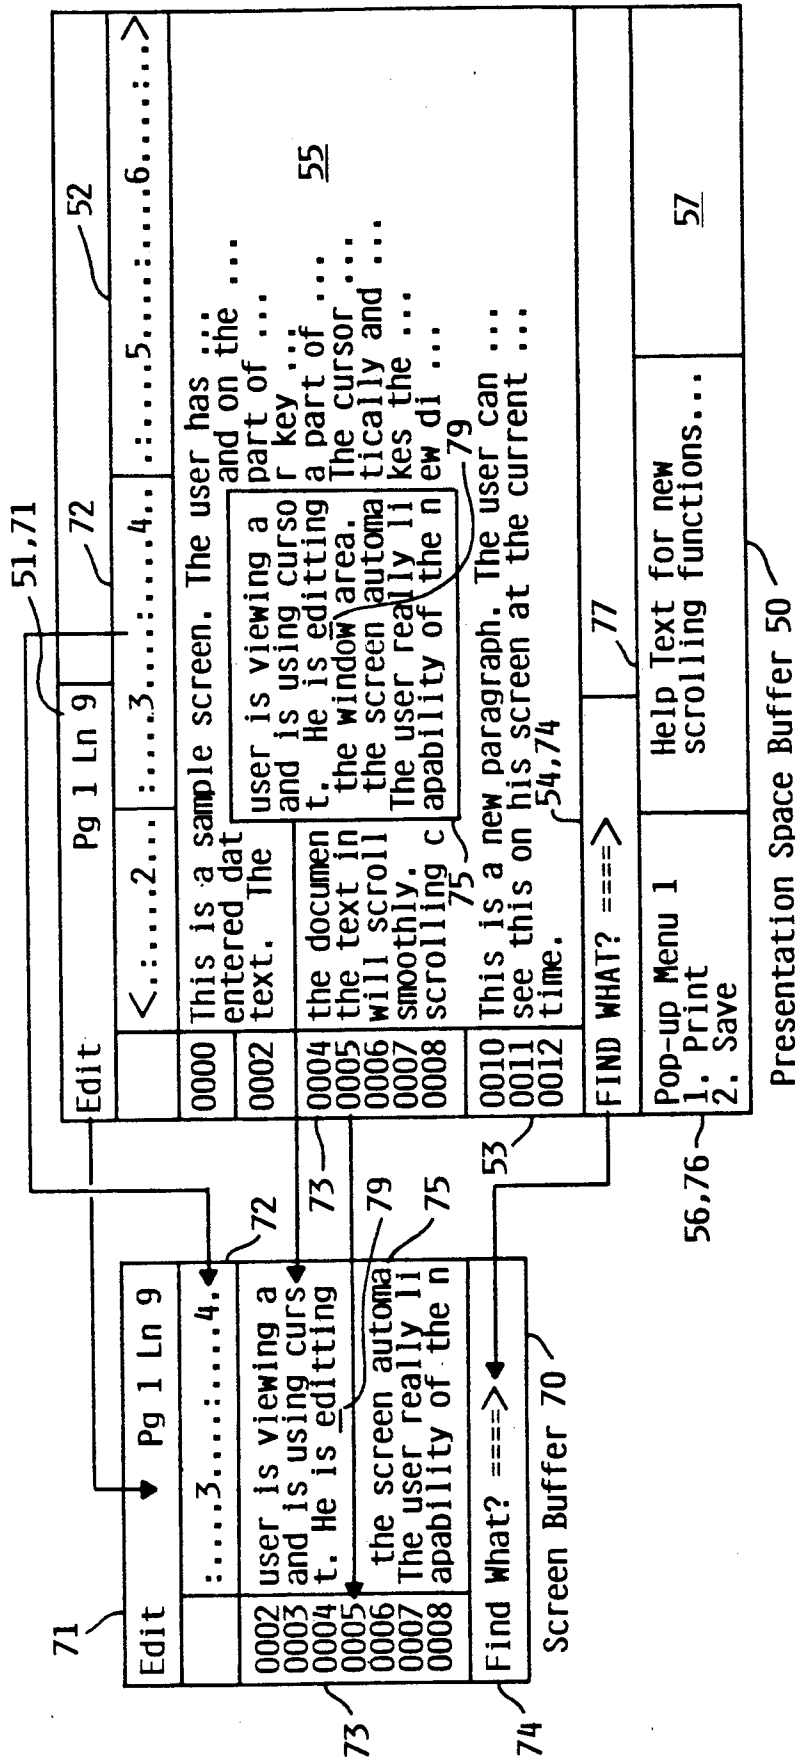 71
Edit Pg 1 Ln 9
:....3....:....4.
72
0002 user is viewing a
0003 and is using curs
0004 t. He is editting
0005
0006 the screen automa
0007 The user really li
0008 apability of the n
73
79
75
Find What? ====>
74
Screen Buffer 70
51,71
72
52
Edit Pg 1 Ln 9
<.:....2... :....3....:....4.. .:....5....:....6....:..>
0000 This is a sample screen. The user has ...
entered dat and on the ...
0002 text. The user is viewing a part of ...
and is using curso r key ...
0004 the documen t. He is editting a part of ...
0005 the text in the window area. The cursor ...
0006 will scroll the screen automa tically and ...
0007 smoothly. The user really li kes the ...
0008 scrolling c apability of the n ew di ...
55
73
75
79
0010 This is a new paragraph. The user can ...
0011 see this on his screen at the current ...
0012 time.
53
54,74
77
FIND WHAT? ====>
Pop-up Menu 1
1. Print
2. Save
56,76
Help Text for new
scrolling functions...
57
Presentation Space Buffer 50